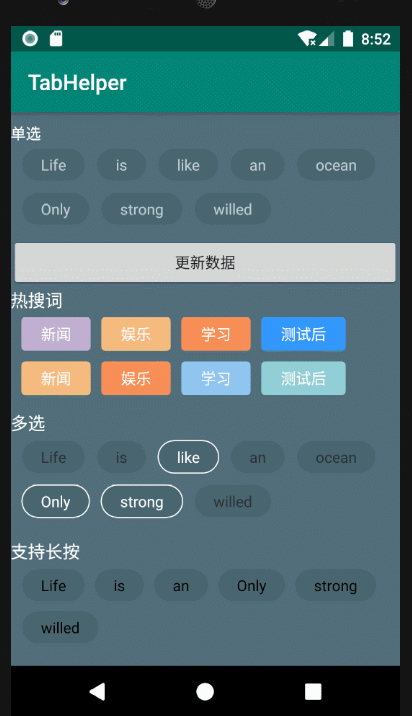 8:52
TabHelper
单选
Life is like an ocean
Only strong willed
更新数据
热搜词
新闻 娱乐 学习 测试后
新闻 娱乐 学习 测试后
多选
Life is like an ocean
Only strong willed
支持长按
Life is an Only strong
willed